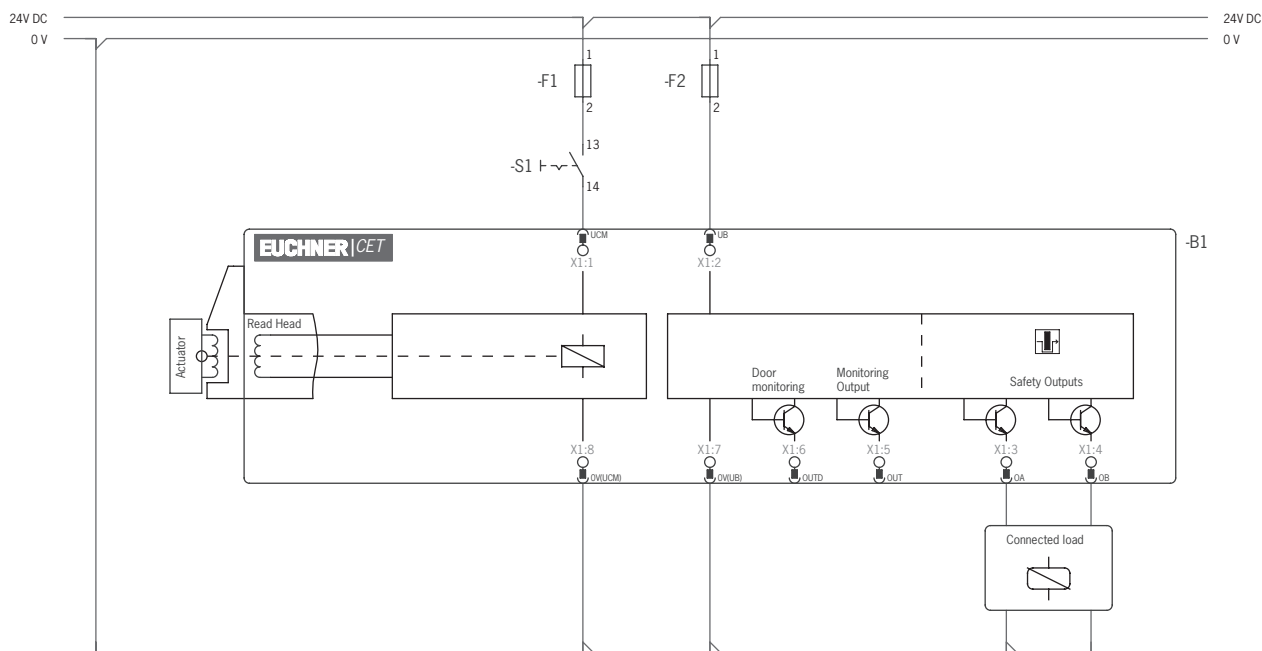 24V DC 24V DC
0 V 0 V
1 1
-F1 -F2
2 2
13
-S1
14
UCM UB
EUCHNER|CET -B1
X1:1 X1:2
Read Head
Actuator
Door
monitoring
Monitoring
Output
Safety Outputs
X1:8 X1:7 X1:6 X1:5 X1:3 X1:4
0V(UCM) 0V(UB) OUTD OUT OA OB
Connected load